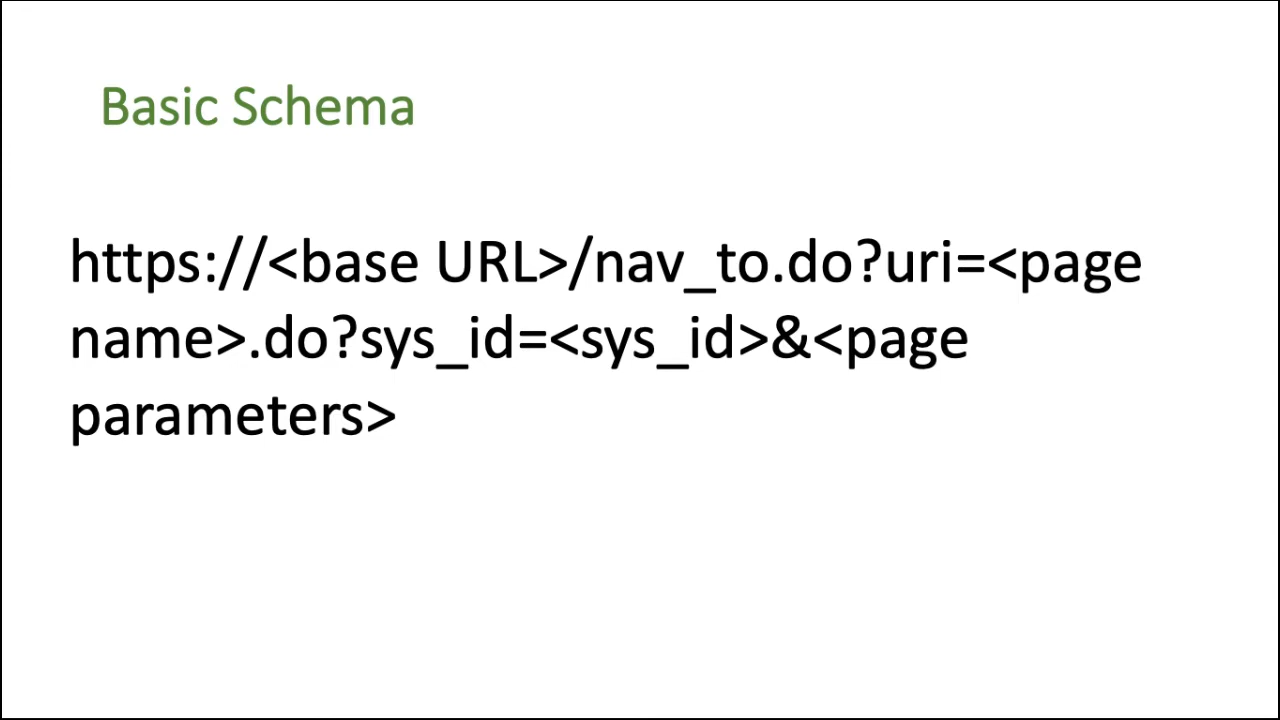 Basic Schema
https://<base URL>/nav_to.do?uri=<page
name>.do?sys_id=<sys_id>&<page
parameters>